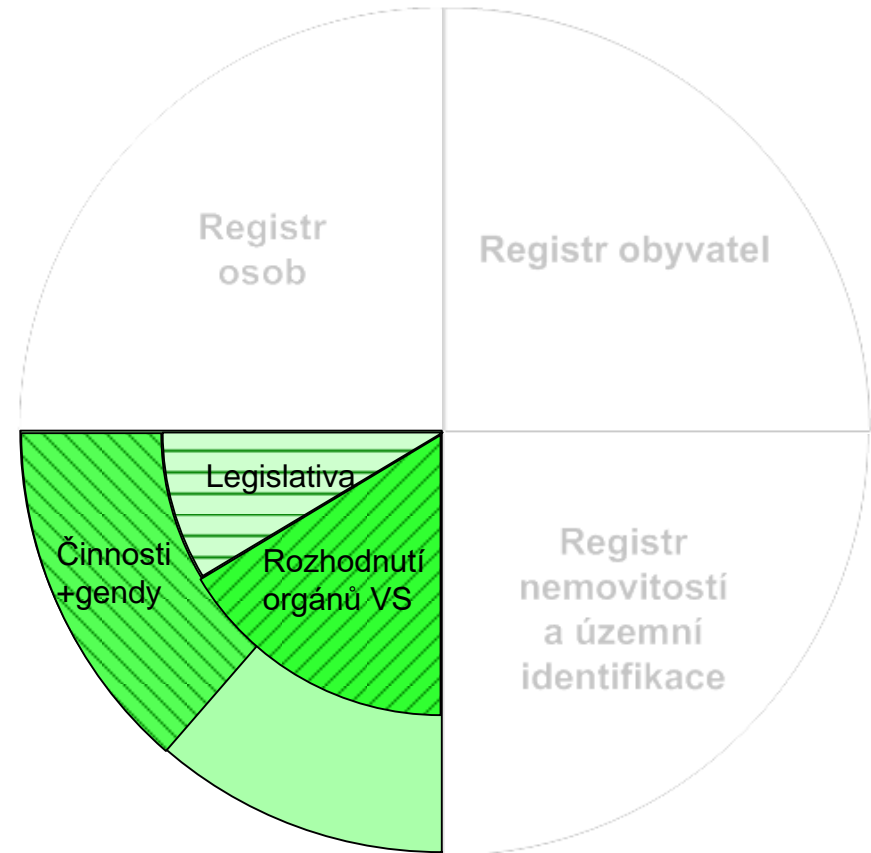 Registr
osob
Registr obyvatel
Legislativa
Činnosti
+gendy
Rozhodnutí
orgánů VS
Registr
nemovitostí
a územní
identifikace